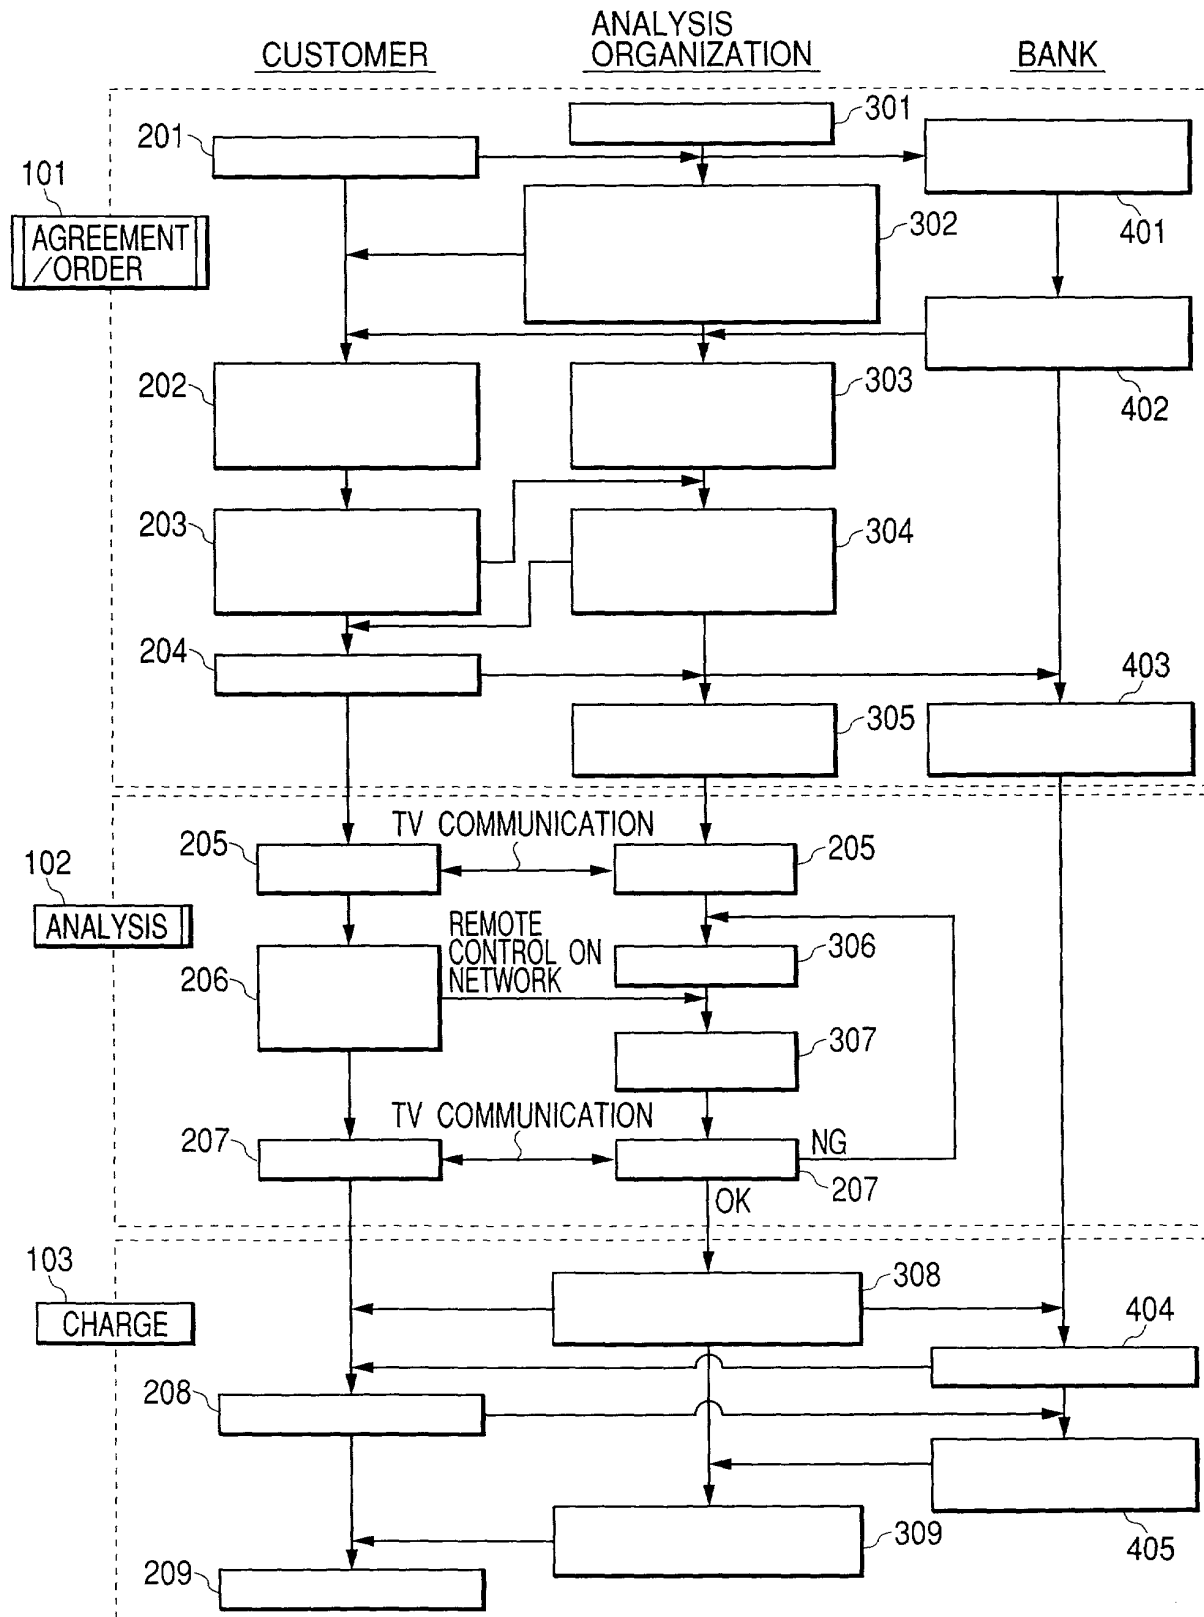 CUSTOMER
ANALYSIS
ORGANIZATION
BANK
301
201
101
AGREEMENT
/ORDER
302
401
202
303
402
203
304
204
403
305
TV COMMUNICATION
205
205
102
ANALYSIS
REMOTE
CONTROL ON
NETWORK
306
206
307
TV COMMUNICATION
207
NG
207
OK
103
CHARGE
308
404
208
309
405
209